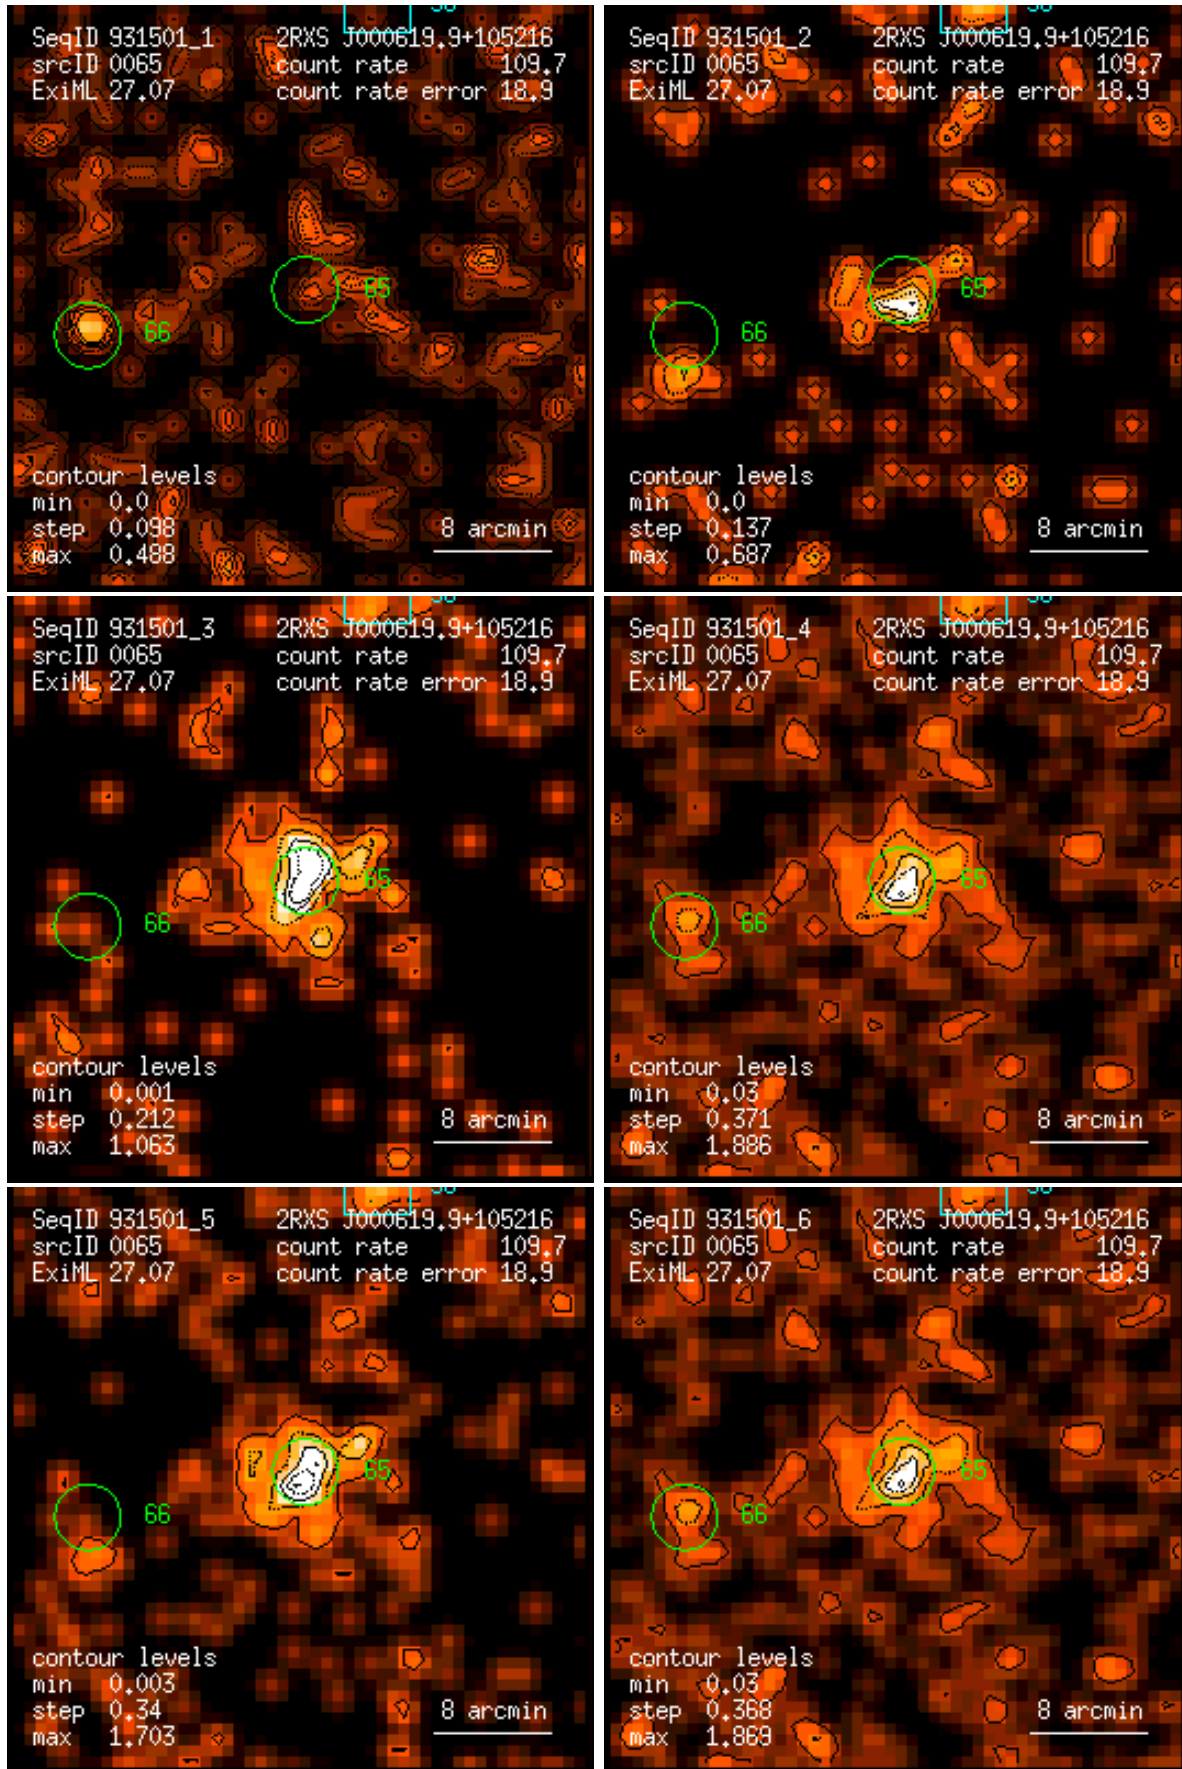 SeqID 931501_1 2RXS J000619.9+105216
srcID 0065 count rate 109.7
ExiML 27.07 count rate error 18.9
65
66
contour levels
min 0.0
step 0.098
max 0.488
8 arcmin
SeqID 931501_2 2RXS J000619.9+105216
srcID 0065 count rate 109.7
ExiML 27.07 count rate error 18.9
65
66
contour levels
min 0.0
step 0.137
max 0.687
8 arcmin
SeqID 931501_3 2RXS J000619.9+105216
srcID 0065 count rate 109.7
ExiML 27.07 count rate error 18.9
65
66
contour levels
min 0.001
step 0.212
max 1.063
8 arcmin
SeqID 931501_4 2RXS J000619.9+105216
srcID 0065 count rate 109.7
ExiML 27.07 count rate error 18.9
65
66
contour levels
min 0.03
step 0.371
max 1.886
8 arcmin
SeqID 931501_5 2RXS J000619.9+105216
srcID 0065 count rate 109.7
ExiML 27.07 count rate error 18.9
65
66
contour levels
min 0.003
step 0.34
max 1.703
8 arcmin
SeqID 931501_6 2RXS J000619.9+105216
srcID 0065 count rate 109.7
ExiML 27.07 count rate error 18.9
65
66
contour levels
min 0.03
step 0.368
max 1.869
8 arcmin